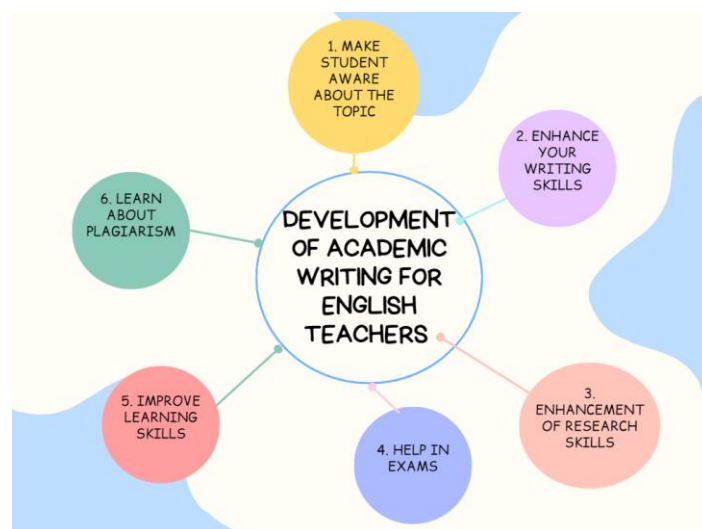 1. MAKE
STUDENT
AWARE
ABOUT THE
TOPIC
2. ENHANCE
YOUR
WRITING
SKILLS
6. LEARN
ABOUT
PLAGIARISM
DEVELOPMENT
OF ACADEMIC
WRITING FOR
ENGLISH
TEACHERS
3.
ENHANCEMENT
OF RESEARCH
SKILLS
5. IMPROVE
LEARNING
SKILLS
4. HELP IN
EXAMS